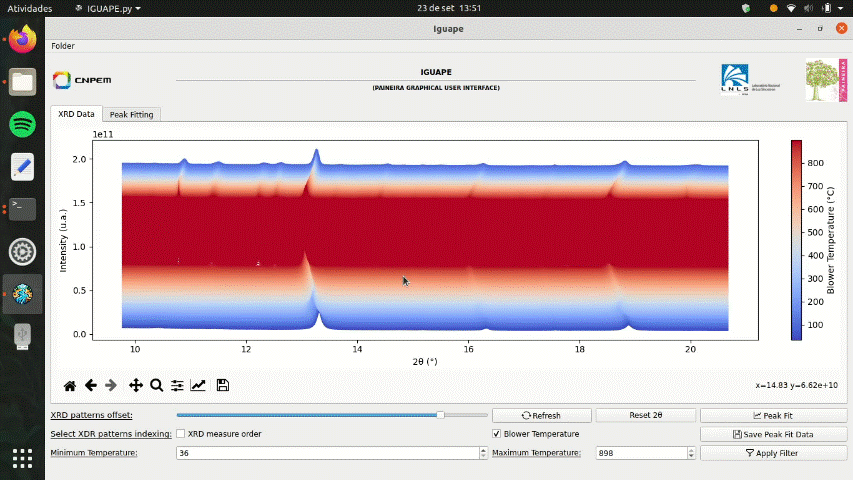 Atividades IGUAPE.py 23 de set 13:51
Iguape
Folder
CNPEM
IGUAPE
(PAINEIRA GRAPHICAL USER INTERFACE)
LNLS
PAINEIRA
XRD Data Peak Fitting
1e11
2.0
1.5
1.0
0.5
0.0
Intensity (u.a.)
10 12 14 16 18 20
2θ (°)
800
700
600
500
400
300
200
100
Blower Temperature (°C)
x=14.83 y=6.62e+10
XRD patterns offset: Refresh Reset 2θ Peak Fit
Select XDR patterns indexing: XRD measure order Blower Temperature Save Peak Fit Data
Minimum Temperature: 36 Maximum Temperature: 898 Apply Filter